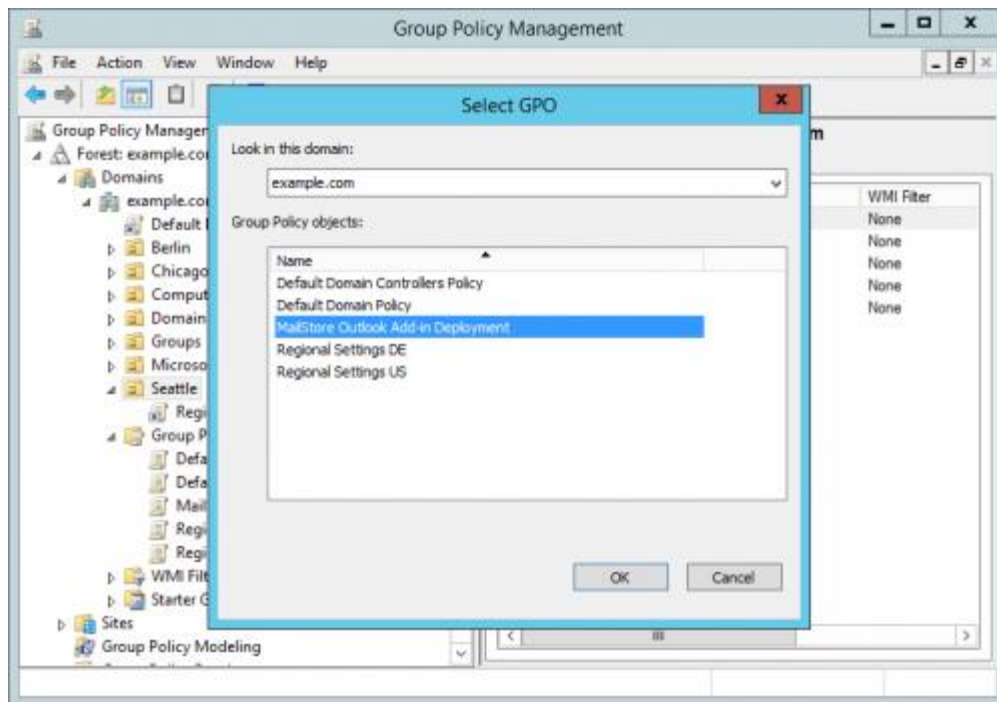 Group Policy Management
File Action View Window Help
Select GPO
Group Policy Manager
Forest: example.co
Domains
example.co
Default
Berlin
Chicago
Comput
Domain
Groups
Microso
Seattle
Regi
Group P
Defa
Defa
Mail
Regi
Regi
WMI Filt
Starter G
Sites
Group Policy Modeling
Look in this domain:
example.com
Group Policy objects:
Name
Default Domain Controllers Policy
Default Domain Policy
MailStore Outlook Add-in Deployment
Regional Settings DE
Regional Settings US
OK Cancel
m
WMI Filter
None
None
None
None
None